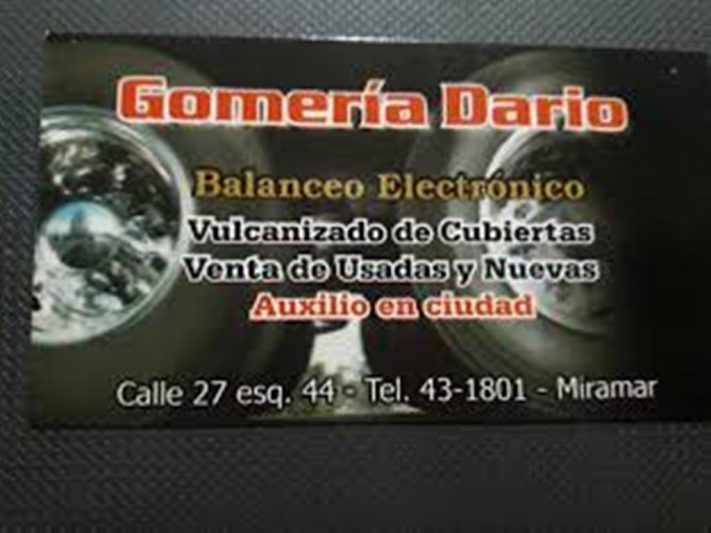 Gomería Dario
Balanceo Electrónico
Vulcanizado de Cubiertas
Venta de Usadas y Nuevas
Auxilio en ciudad
Calle 27 esq. 44 - Tel. 43-1801 - Miramar